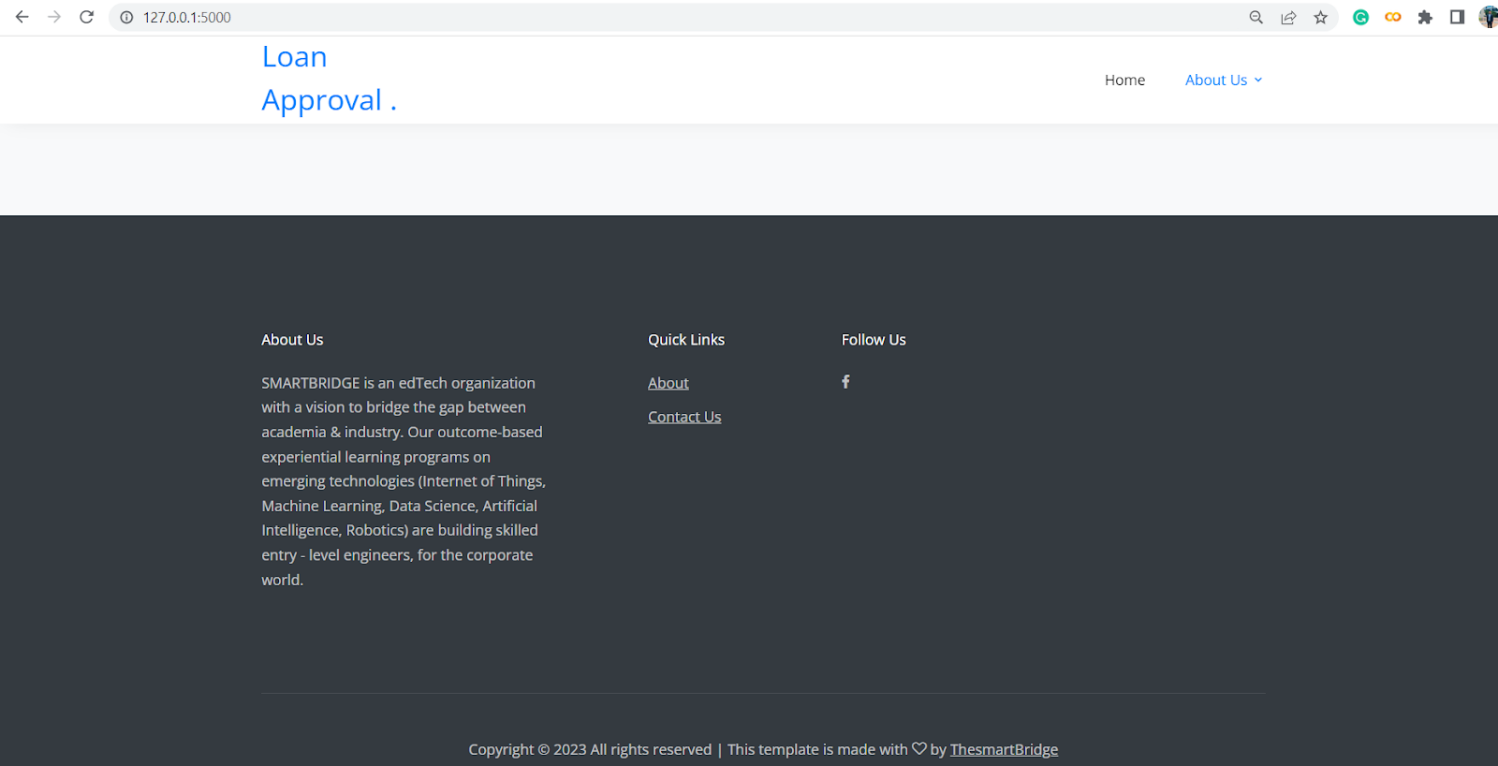 127.0.0.1:5000
Loan
Approval .
Home
About Us
About Us
SMARTBRIDGE is an edTech organization
with a vision to bridge the gap between
academia & industry. Our outcome-based
experiential learning programs on
emerging technologies (Internet of Things,
Machine Learning, Data Science, Artificial
Intelligence, Robotics) are building skilled
entry - level engineers, for the corporate
world.
Quick Links
About
Contact Us
Follow Us
Copyright © 2023 All rights reserved | This template is made with ♡ by ThesmartBridge